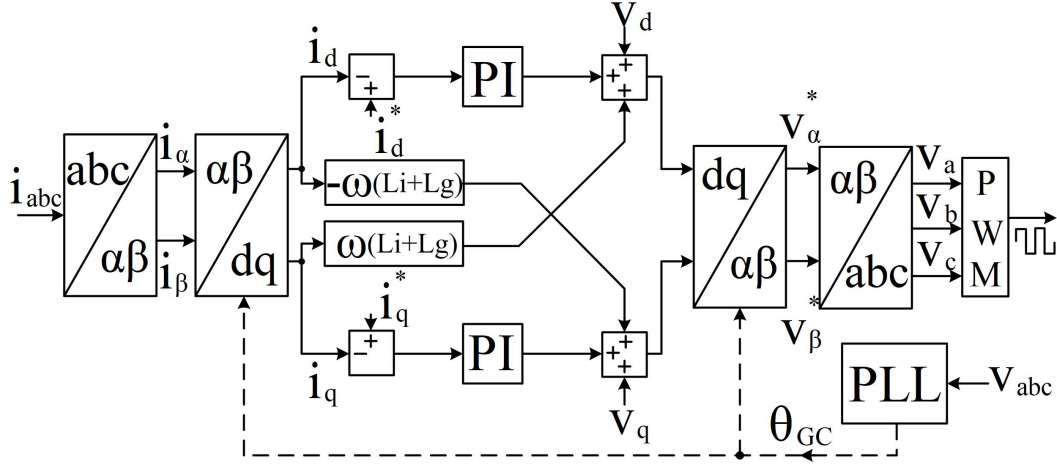 i_abc
abc
αβ
i_α
i_β
αβ
dq
i_d
i_q
−
+
i_d^*
PI
-ω(Li+Lg)
ω(Li+Lg)
i_q^*
+
−
PI
v_d
+
+
+
+
+
+
v_q
dq
αβ
v_α^*
v_β^*
αβ
abc
v_a
v_b
v_c
P
W
M
PLL
v_abc
θ_GC